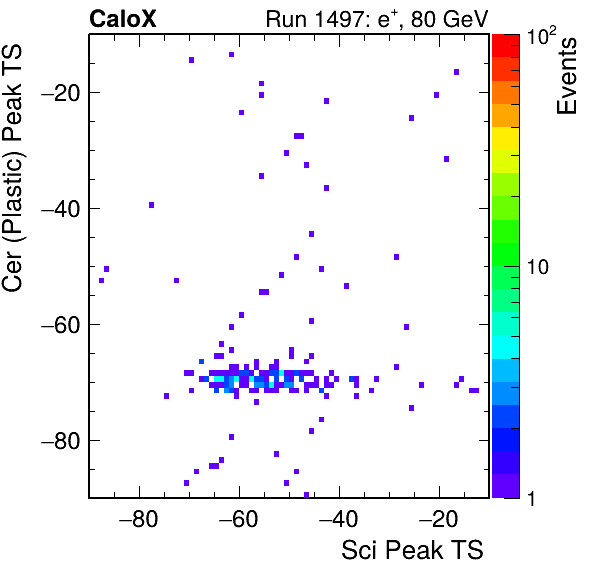 CaloX Run 1497: e⁺, 80 GeV
Cer (Plastic) Peak TS
−20
−40
−60
−80
−80 −60 −40 −20
Sci Peak TS
10²
10
1
Events